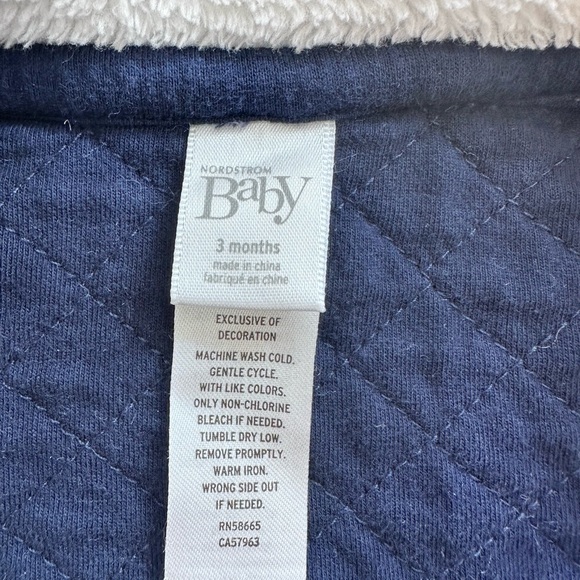 NORDSTROM
Baby
3 months
made in china
fabriqué en chine
EXCLUSIVE OF
DECORATION
MACHINE WASH COLD.
GENTLE CYCLE.
WITH LIKE COLORS.
ONLY NON-CHLORINE
BLEACH IF NEEDED.
TUMBLE DRY LOW.
REMOVE PROMPTLY.
WARM IRON.
WRONG SIDE OUT
IF NEEDED.
RN58665
CA57963